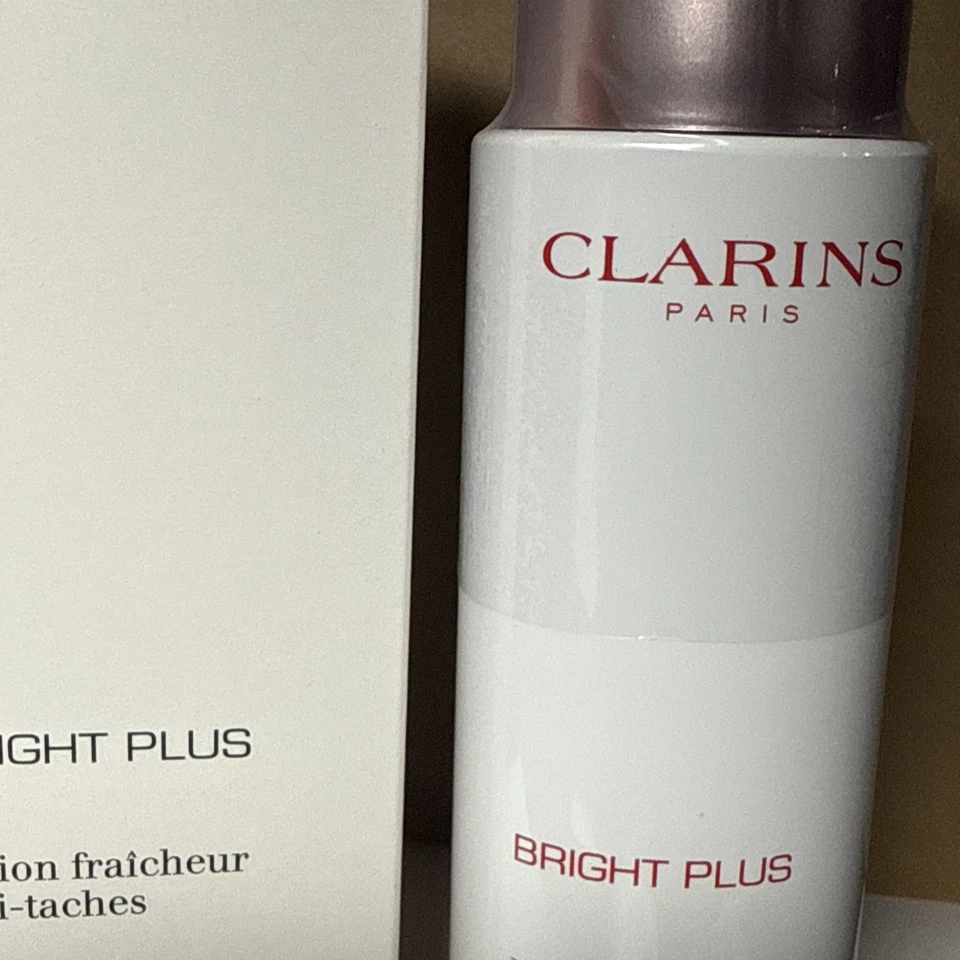 IGHT PLUS
ion fraîcheur
i-taches
CLARINS
PARIS
BRIGHT PLUS